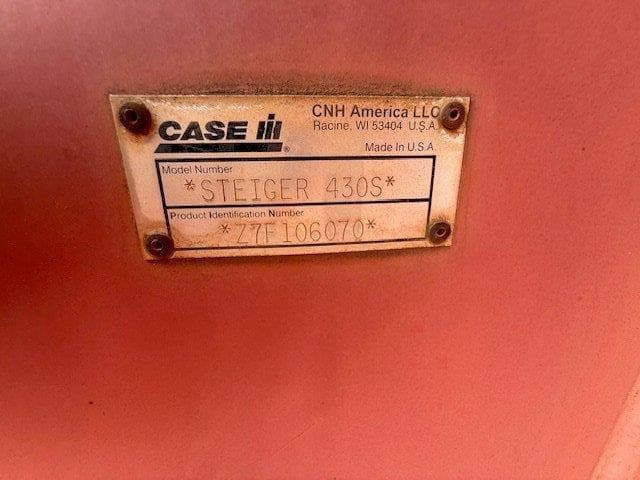 CNH America LLC
CASE IH
Racine, WI 53404 U.S.A.
®
Made in U.S.A.
Model Number
*STEIGER 430S*
Product Identification Number
*Z7F106070*